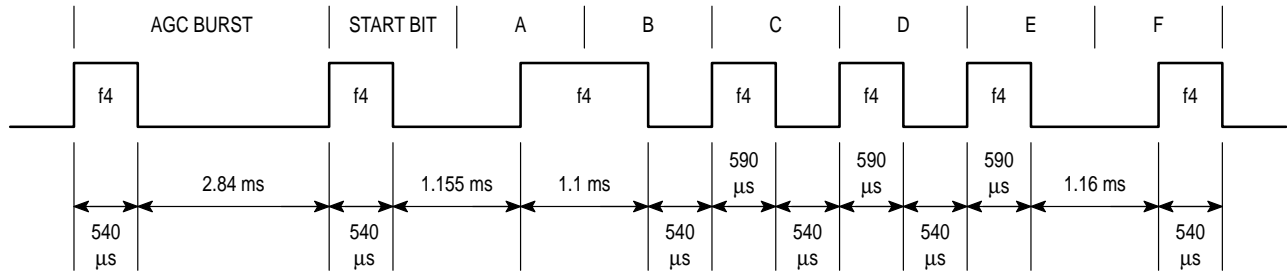 AGC BURST START BIT A B C D E F
f4 f4 f4 f4 f4 f4 f4
590 590 590
μs μs μs
2.84 ms 1.155 ms 1.1 ms 1.16 ms
540 540 540 540 540 540
μs μs μs μs μs μs